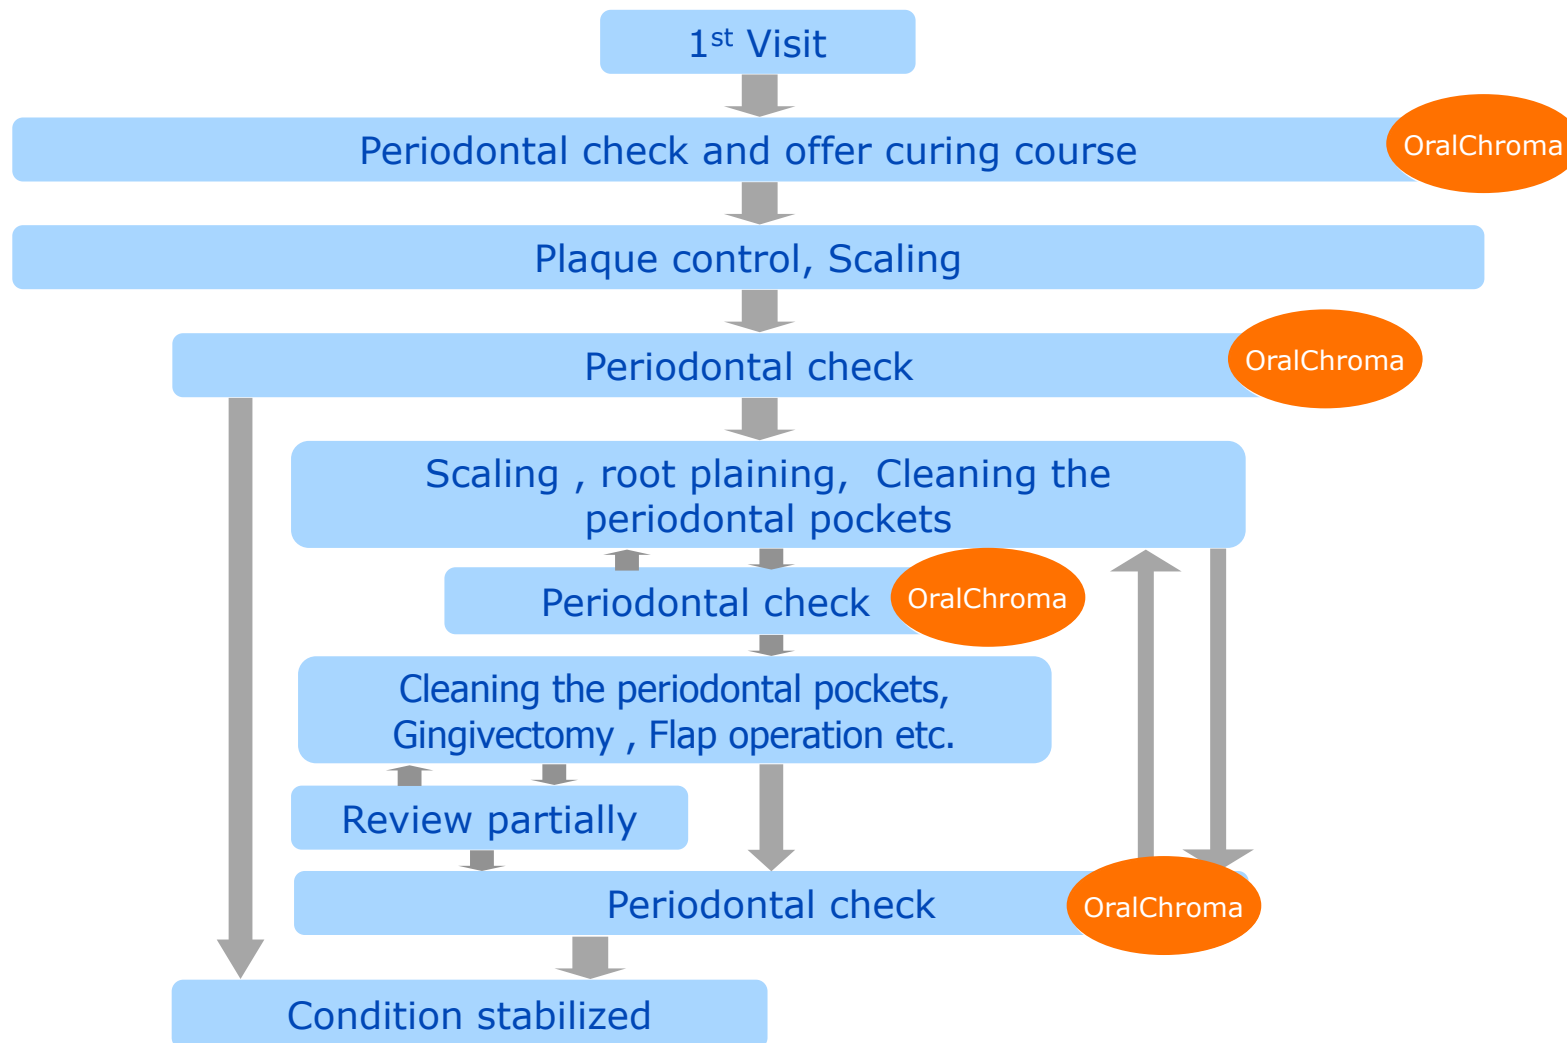 1st Visit
Periodontal check and offer curing course
OralChroma
Plaque control, Scaling
Periodontal check
OralChroma
Scaling , root plaining, Cleaning the
periodontal pockets
Periodontal check
OralChroma
Cleaning the periodontal pockets,
Gingivectomy , Flap operation etc.
Review partially
Periodontal check
OralChroma
Condition stabilized